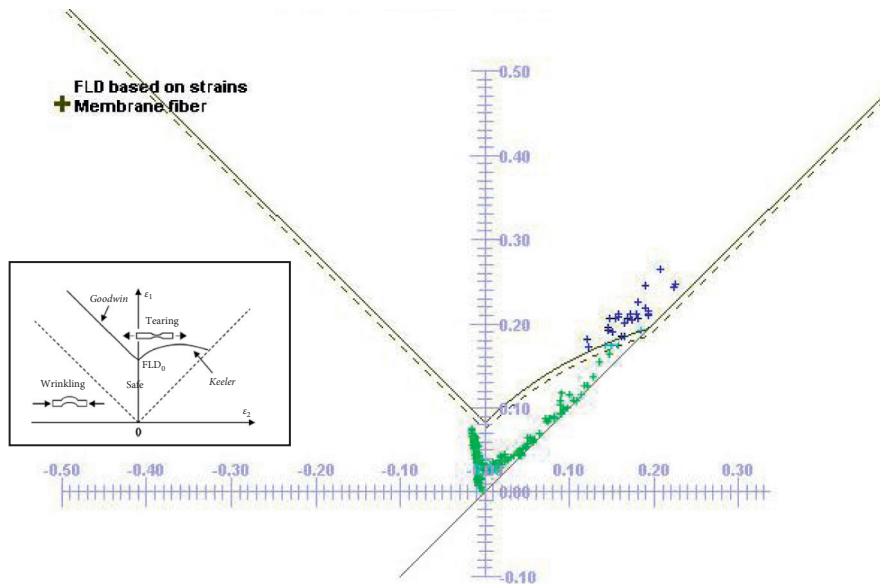 FLD based on strains
Membrane fiber
0.50
0.40
0.30
0.20
0.10
0.00
-0.10
-0.50
-0.40
-0.30
-0.20
-0.10
0.10
0.20
0.30
Goodwin
ε1
Tearing
FLD0
Keeler
Wrinkling
Safe
ε2
0